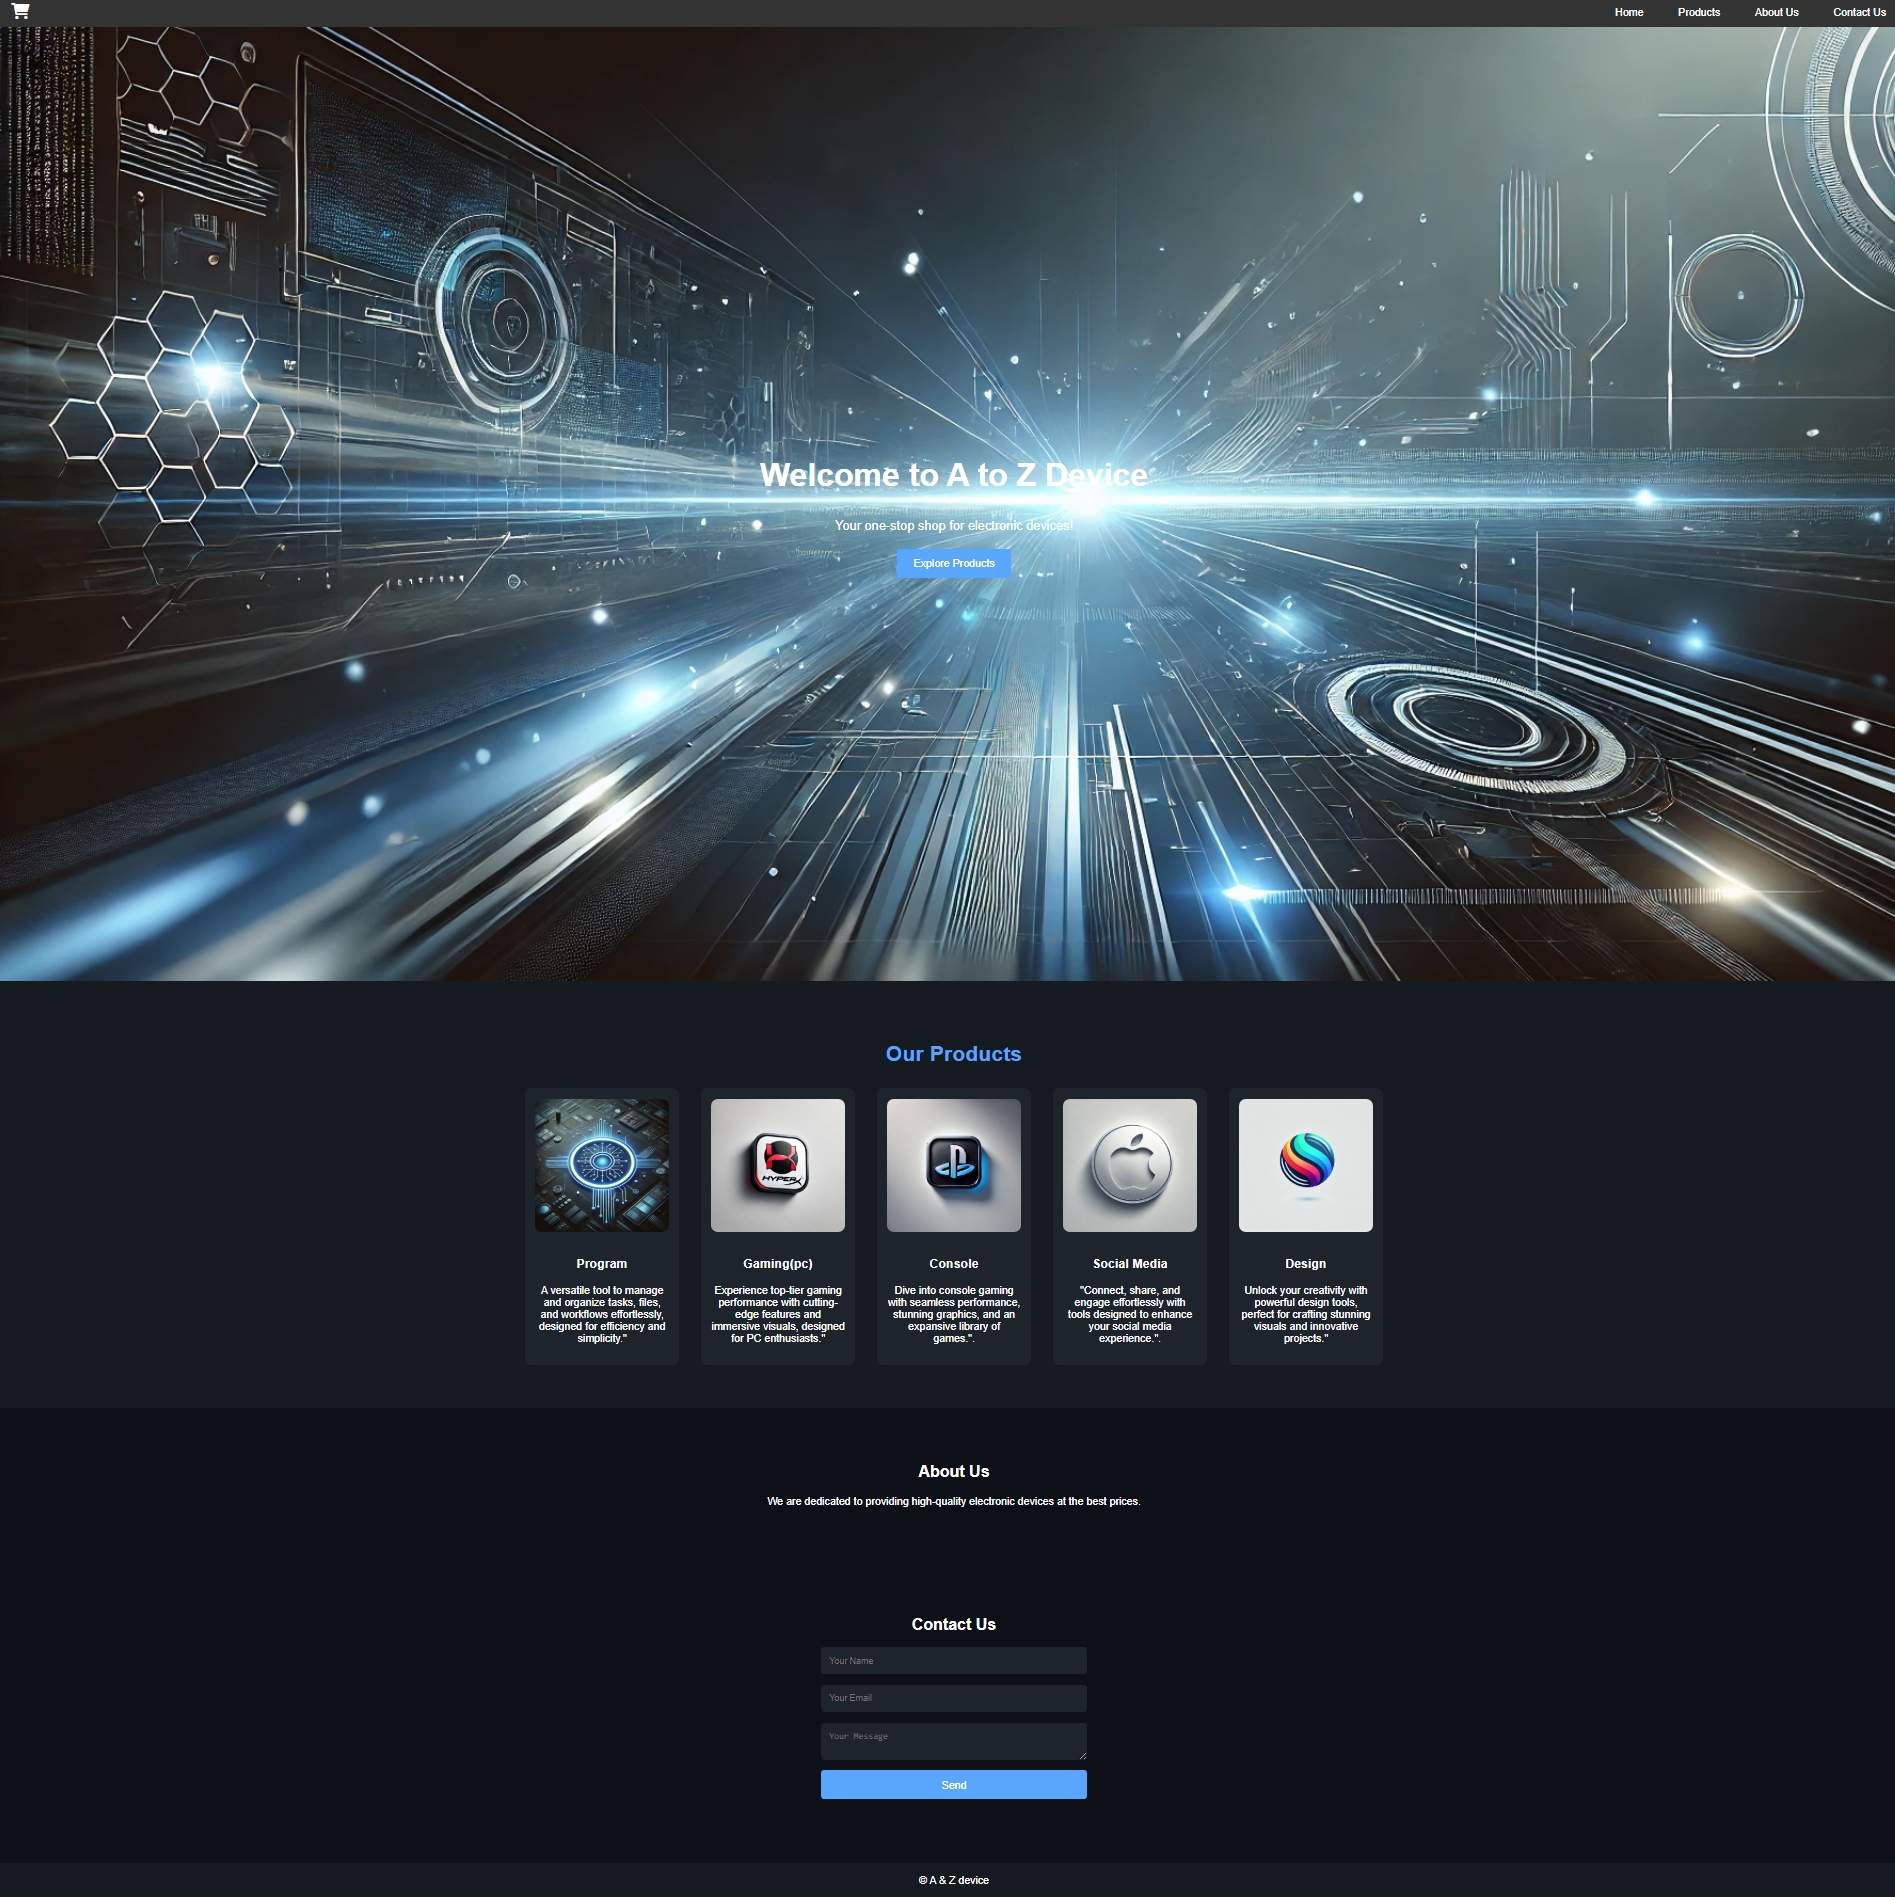 Home Products About Us Contact Us
Welcome to A to Z Device
Your one-stop shop for electronic devices!
Explore Products
Our Products
HYPERX
Program
A versatile tool to manage
and organize tasks, files,
and workflows effortlessly,
designed for efficiency and
simplicity."
Gaming(pc)
Experience top-tier gaming
performance with cutting-
edge features and
immersive visuals, designed
for PC enthusiasts."
Console
Dive into console gaming
with seamless performance,
stunning graphics, and an
expansive library of
games.".
Social Media
"Connect, share, and
engage effortlessly with
tools designed to enhance
your social media
experience.".
Design
Unlock your creativity with
powerful design tools,
perfect for crafting stunning
visuals and innovative
projects."
About Us
We are dedicated to providing high-quality electronic devices at the best prices.
Contact Us
Your Name
Your Email
Your Message
Send
© A & Z device